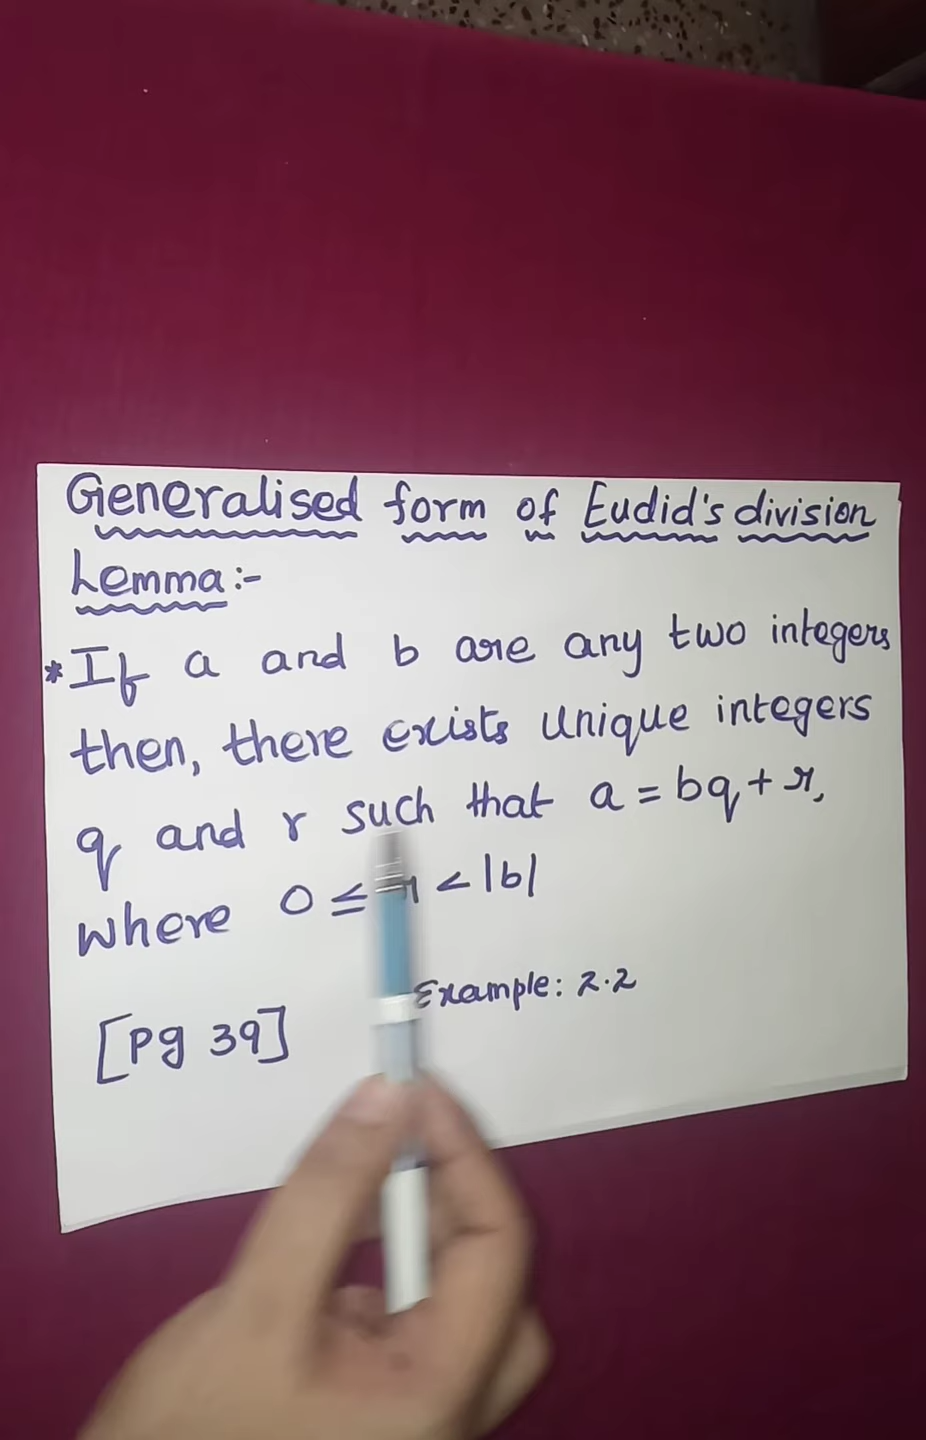 Generalised form of Euclid's division
Lemma:-
*If a and b are any two integers
then, there exists unique integers
q and r such that a = bq + r,
where 0 ≤ r < |b|
Example: 2.2
[Pg 39]